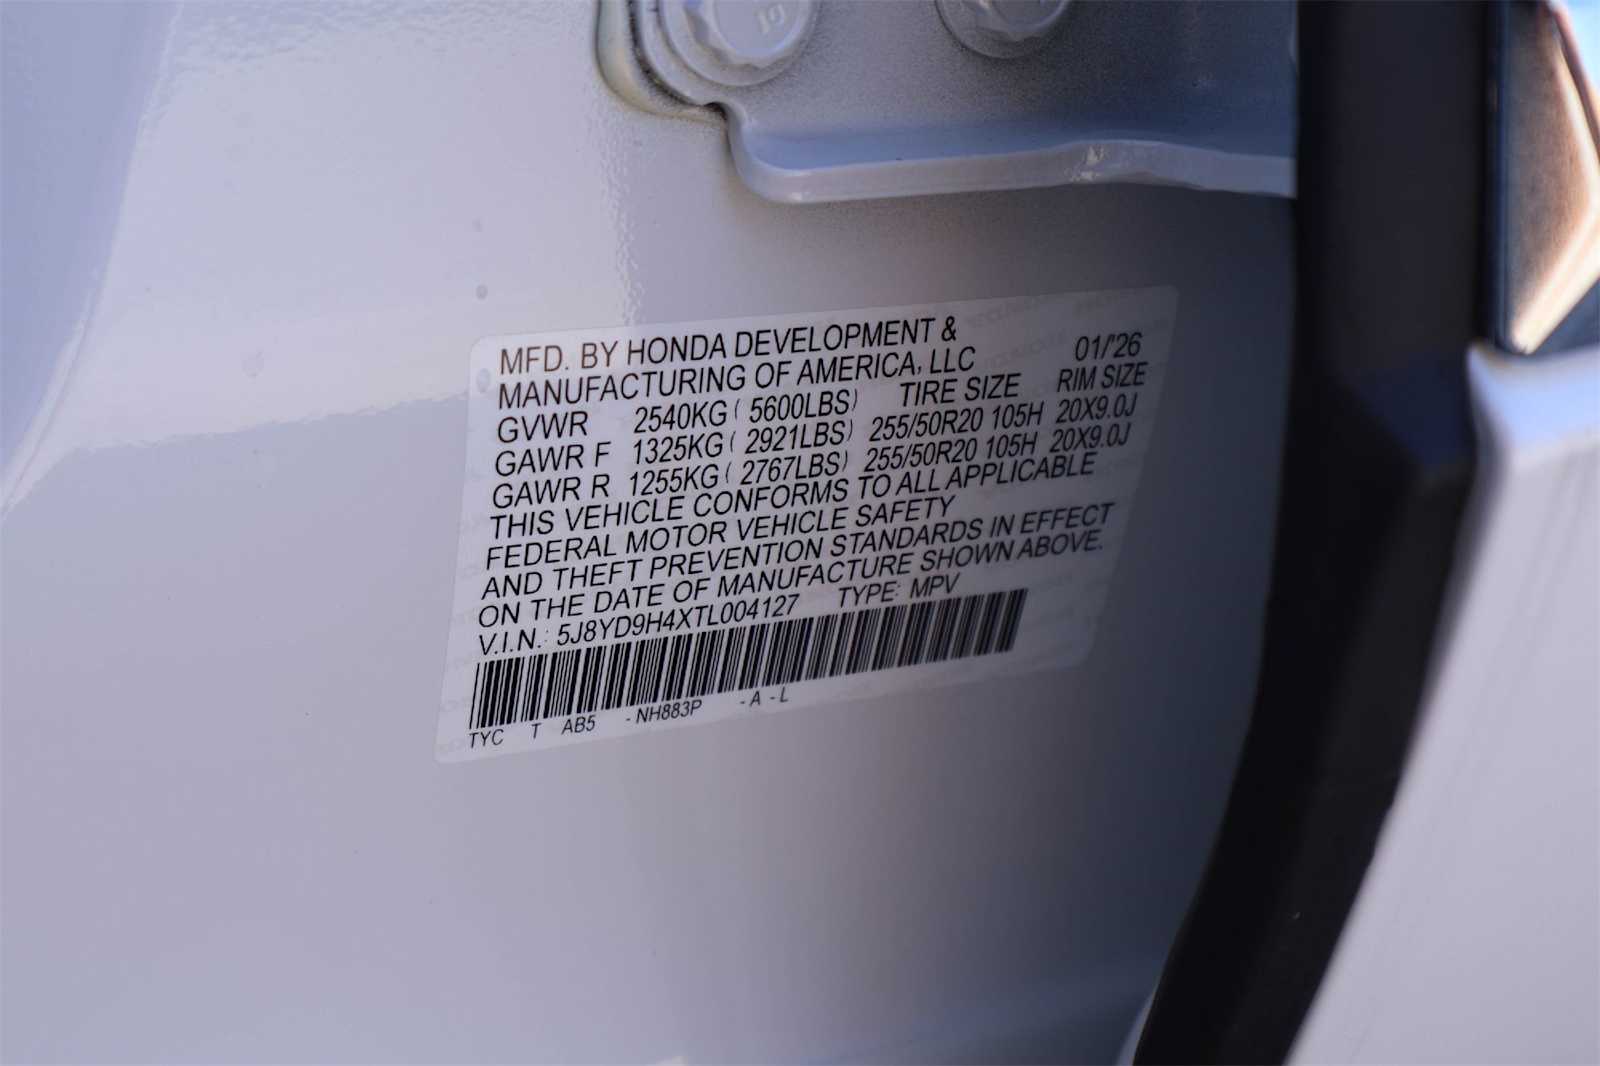 MFD. BY HONDA DEVELOPMENT &
MANUFACTURING OF AMERICA, LLC 01/'26
GVWR 2540KG ( 5600LBS) TIRE SIZE RIM SIZE
GAWR F 1325KG ( 2921LBS) 255/50R20 105H 20X9.0J
GAWR R 1255KG ( 2767LBS) 255/50R20 105H 20X9.0J
THIS VEHICLE CONFORMS TO ALL APPLICABLE
FEDERAL MOTOR VEHICLE SAFETY
AND THEFT PREVENTION STANDARDS IN EFFECT
ON THE DATE OF MANUFACTURE SHOWN ABOVE.
V.I.N.: 5J8YD9H4XTL004127 TYPE: MPV
TYC T AB5 -NH883P -A -L